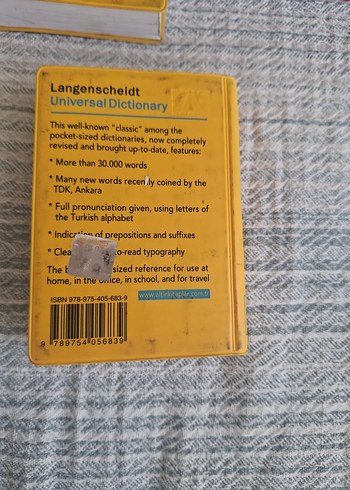 Langenscheidt
Universal Dictionary
This well-known "classic" among the
pocket-sized dictionaries, now completely
revised and brought up-to-date, features:
* More than 30.000 words
* Many new words recently coined by the
TDK, Ankara
* Full pronunciation given, using letters of
the Turkish alphabet
* Indication of prepositions and suffixes
* Clea to-read typography
The b sized reference for use at
home, in the office, in school, and for travel
ISBN 978-975-405-683-9
www.altinkitaplar.com.tr
9 789754 056839